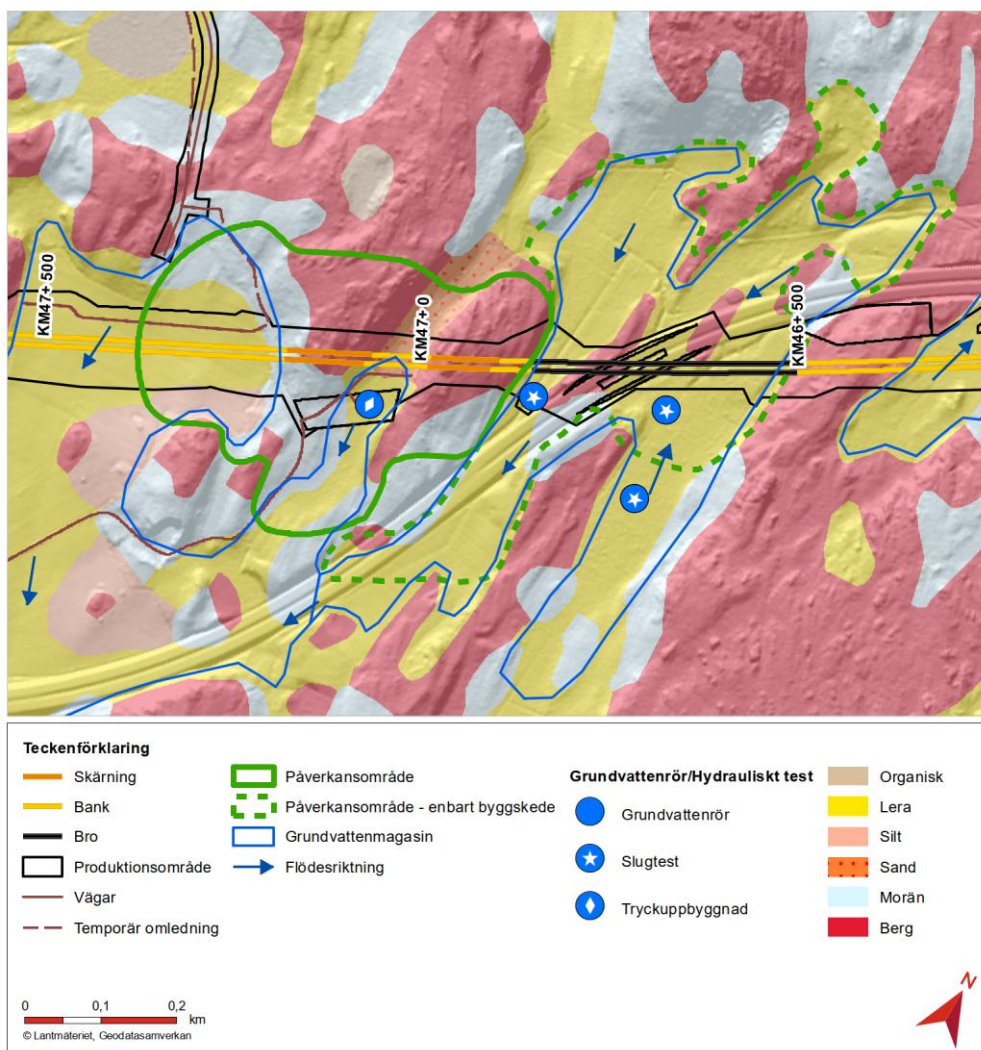 KM47+ 500
KM47+0
KM46+ 500
Teckenförklaring
Skärning
Bank
Bro
Produktionsområde
Vägar
Temporär omledning
Påverkansområde
Påverkansområde - enbart byggskede
Grundvattenmagasin
Flödesriktning
Grundvattenrör/Hydrauliskt test
Grundvattenrör
Slugtest
Tryckuppbyggnad
Organisk
Lera
Silt
Sand
Morän
Berg
0 0,1 0,2
km
© Lantmäteriet, Geodatasamverkan
N